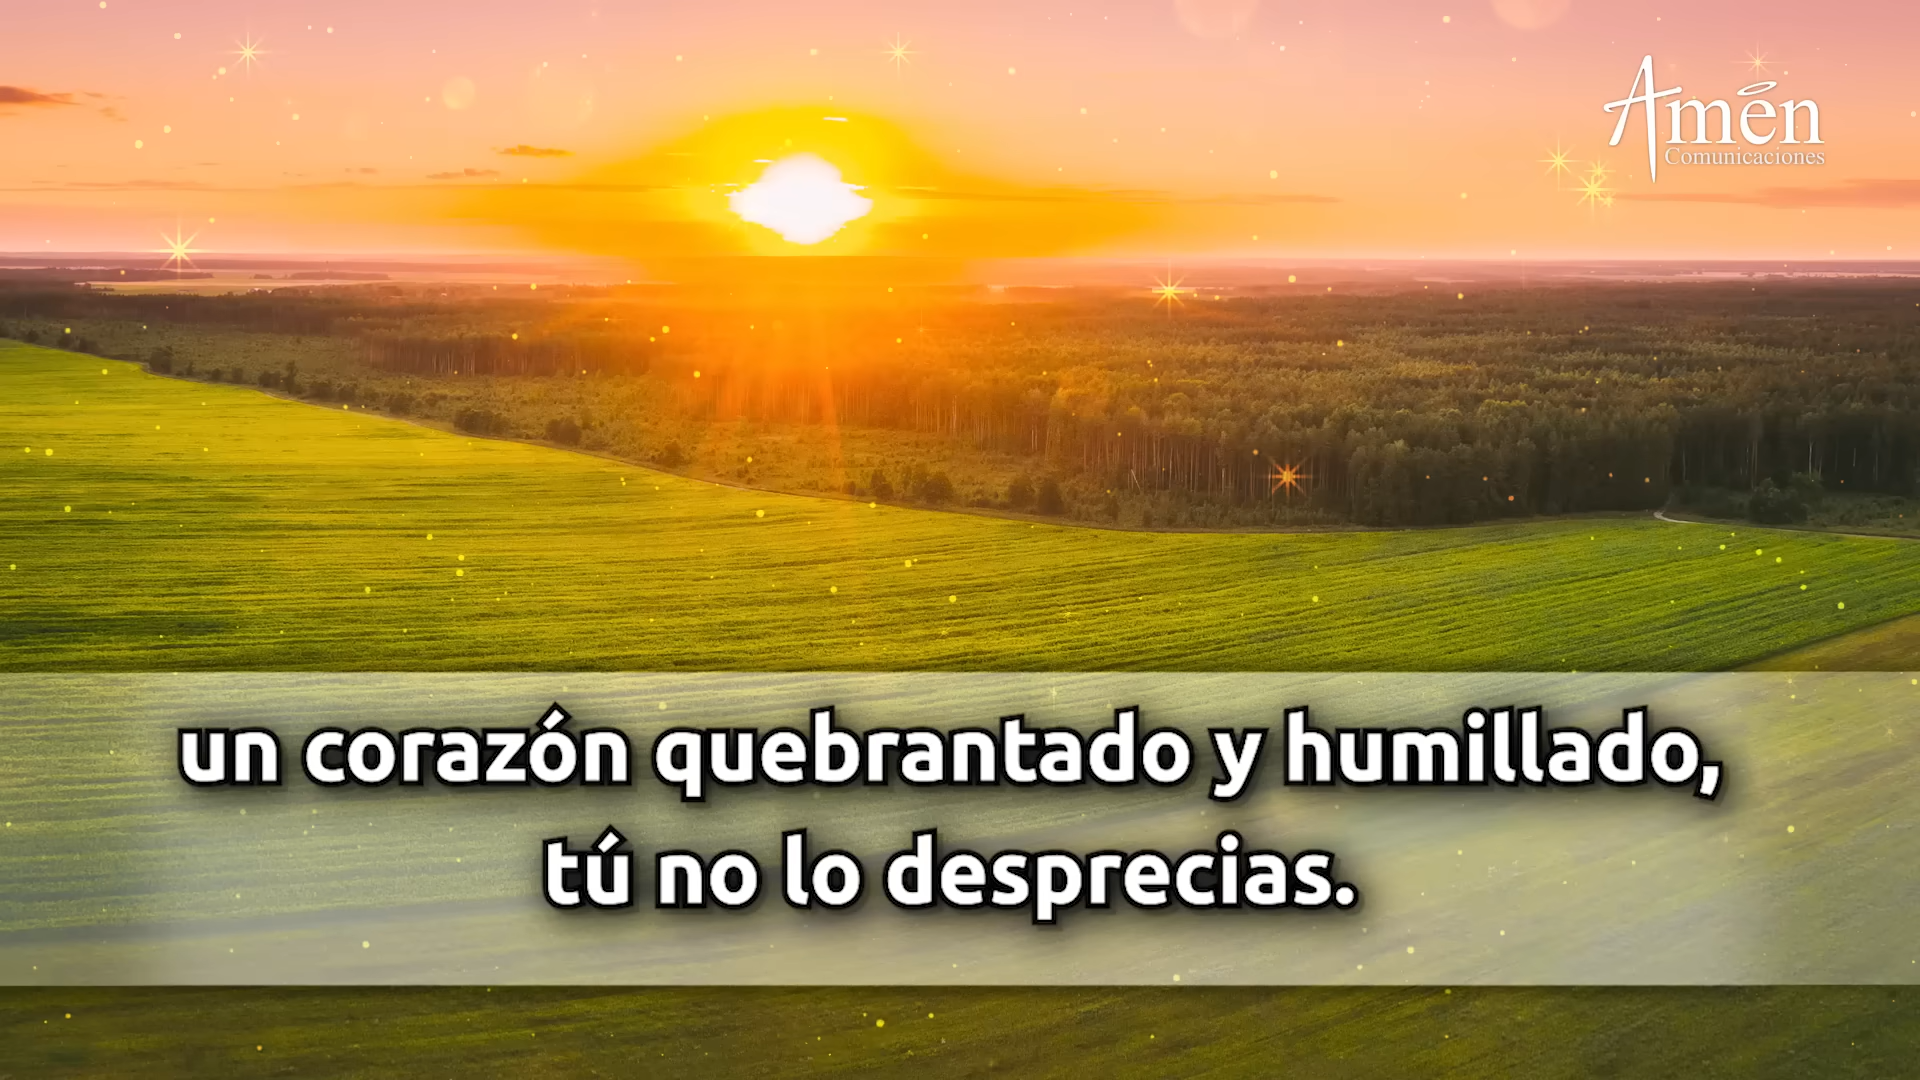 Amén
Comunicaciones
un corazón quebrantado y humillado,
tú no lo desprecias.